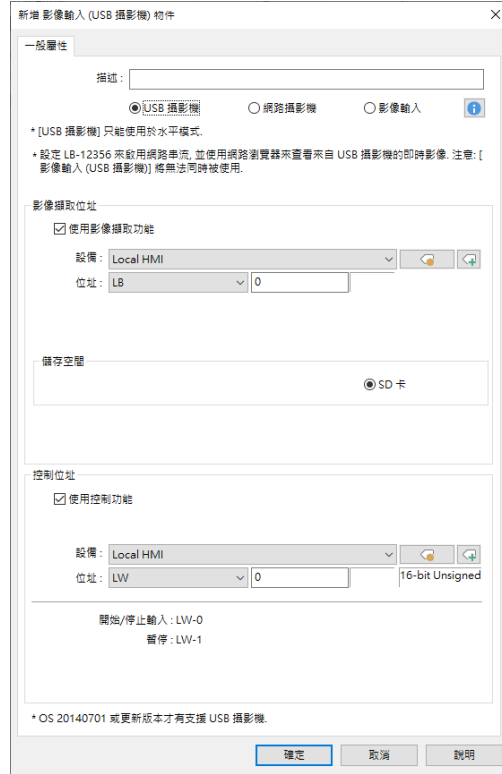 新增 影像輸入 (USB 攝影機) 物件
一般屬性
描述 :
USB 攝影機 網路攝影機 影像輸入
* [USB 攝影機] 只能使用於水平模式.
* 設定 LB-12356 來啟用網路串流, 並使用網路瀏覽器來查看來自 USB 攝影機的即時影像. 注意: [
影像輸入 (USB 攝影機)] 將無法同時被使用.
影像擷取位址
使用影像擷取功能
設備 : Local HMI
位址 : LB 0
儲存空間
SD 卡
控制位址
使用控制功能
設備 : Local HMI
位址 : LW 0 16-bit Unsigned
開始/停止輸入 : LW-0
暫停 : LW-1
* OS 20140701 或更新版本才有支援 USB 攝影機.
確定 取消 說明